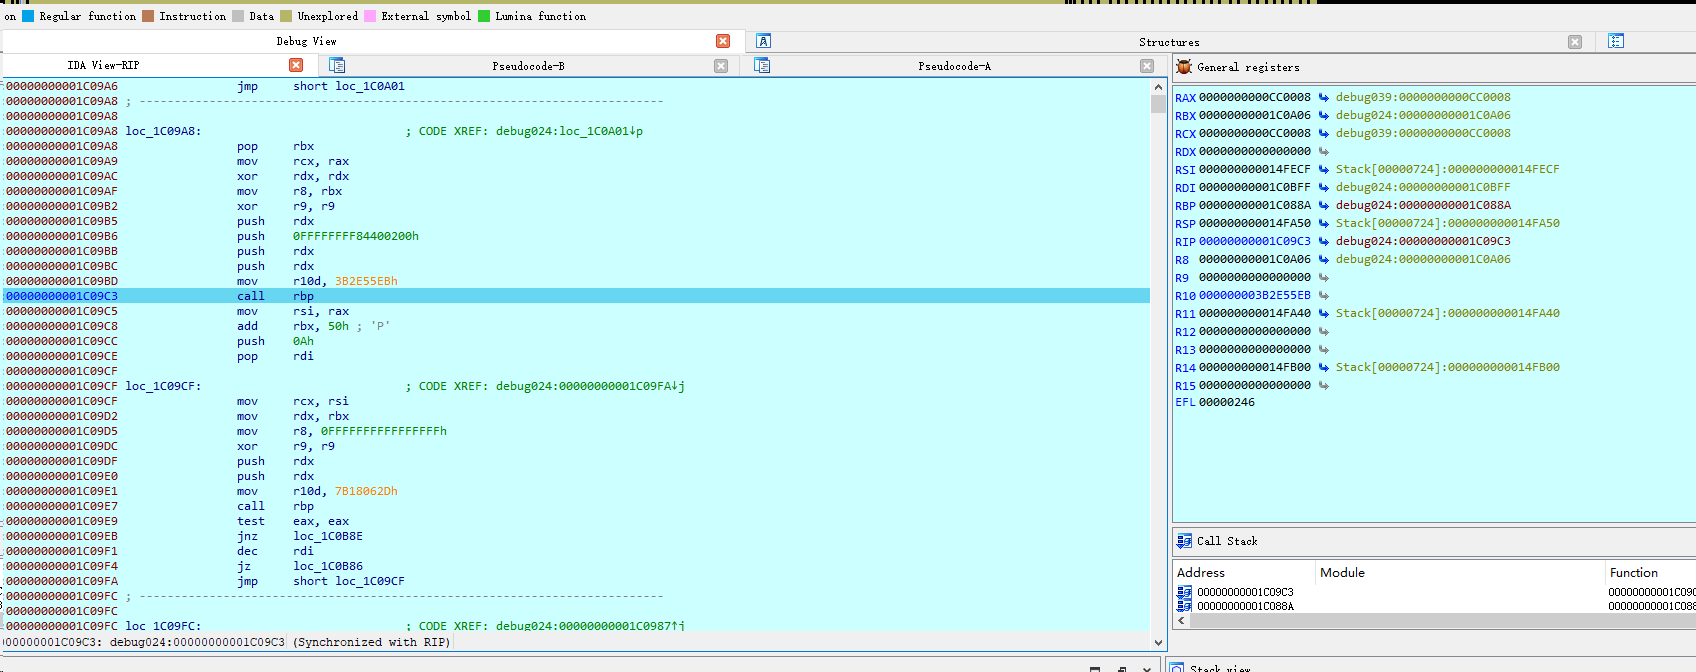 on Regular function Instruction Data Unexplored External symbol Lumina function
Debug View
Structures
IDA View-RIP
Pseudocode-B
Pseudocode-A
00000000001C09A6 jmp short loc_1C0A01
00000000001C09A8 ; ---------------------------------------------------------------------------
00000000001C09A8
00000000001C09A8 loc_1C09A8: ; CODE XREF: debug024:loc_1C0A01↓p
00000000001C09A8 pop rbx
00000000001C09A9 mov rcx, rax
00000000001C09AC xor rdx, rdx
00000000001C09AF mov r8, rbx
00000000001C09B2 xor r9, r9
00000000001C09B5 push rdx
00000000001C09B6 push 0FFFFFFFF84400200h
00000000001C09BB push rdx
00000000001C09BC push rdx
00000000001C09BD mov r10d, 3B2E55EBh
00000000001C09C3 call rbp
00000000001C09C5 mov rsi, rax
00000000001C09C8 add rbx, 50h ; 'P'
00000000001C09CC push 0Ah
00000000001C09CE pop rdi
00000000001C09CF
00000000001C09CF loc_1C09CF: ; CODE XREF: debug024:00000000001C09FA↓j
00000000001C09CF mov rcx, rsi
00000000001C09D2 mov rdx, rbx
00000000001C09D5 mov r8, 0FFFFFFFFFFFFFFFFh
00000000001C09DC xor r9, r9
00000000001C09DF push rdx
00000000001C09E0 push rdx
00000000001C09E1 mov r10d, 7B18062Dh
00000000001C09E7 call rbp
00000000001C09E9 test eax, eax
00000000001C09EB jnz loc_1C0B8E
00000000001C09F1 dec rdi
00000000001C09F4 jz loc_1C0B86
00000000001C09FA jmp short loc_1C09CF
00000000001C09FC ; ---------------------------------------------------------------------------
00000000001C09FC
00000000001C09FC loc_1C09FC: ; CODE XREF: debug024:00000000001C0987↑j
00000001C09C3: debug024:00000000001C09C3 (Synchronized with RIP)
General registers
RAX 0000000000CC0008 debug039:0000000000CC0008
RBX 00000000001C0A06 debug024:00000000001C0A06
RCX 0000000000CC0008 debug039:0000000000CC0008
RDX 0000000000000000
RSI 000000000014FECF Stack[00000724]:000000000014FECF
RDI 00000000001C0BFF debug024:00000000001C0BFF
RBP 00000000001C088A debug024:00000000001C088A
RSP 000000000014FA50 Stack[00000724]:000000000014FA50
RIP 00000000001C09C3 debug024:00000000001C09C3
R8 00000000001C0A06 debug024:00000000001C0A06
R9 0000000000000000
R10 000000003B2E55EB
R11 000000000014FA40 Stack[00000724]:000000000014FA40
R12 0000000000000000
R13 0000000000000000
R14 000000000014FB00 Stack[00000724]:000000000014FB00
R15 0000000000000000
EFL 00000246
Call Stack
Address Module Function
00000000001C09C3 00000000001C09C
00000000001C088A 00000000001C088
Stack view